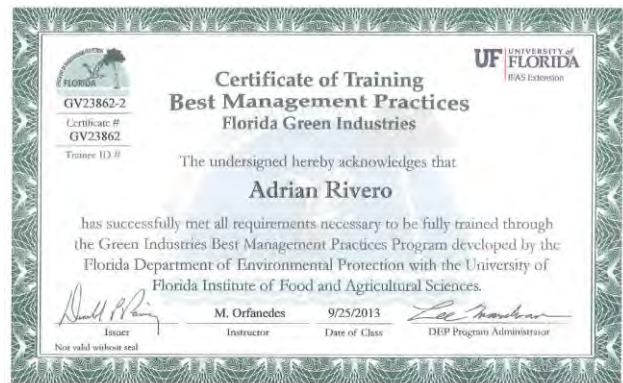 FLORIDA
UF UNIVERSITY of
FLORIDA
IFAS Extension
GV23862-2
Certificate #
GV23862
Trainee ID #
Certificate of Training
Best Management Practices
Florida Green Industries
The undersigned hereby acknowledges that
Adrian Rivero
has successfully met all requirements necessary to be fully trained through
the Green Industries Best Management Practices Program developed by the
Florida Department of Environmental Protection with the University of
Florida Institute of Food and Agricultural Sciences.
M. Orfanedes 9/25/2013
Issuer Instructor Date of Class DEP Program Administrator
Not valid without seal